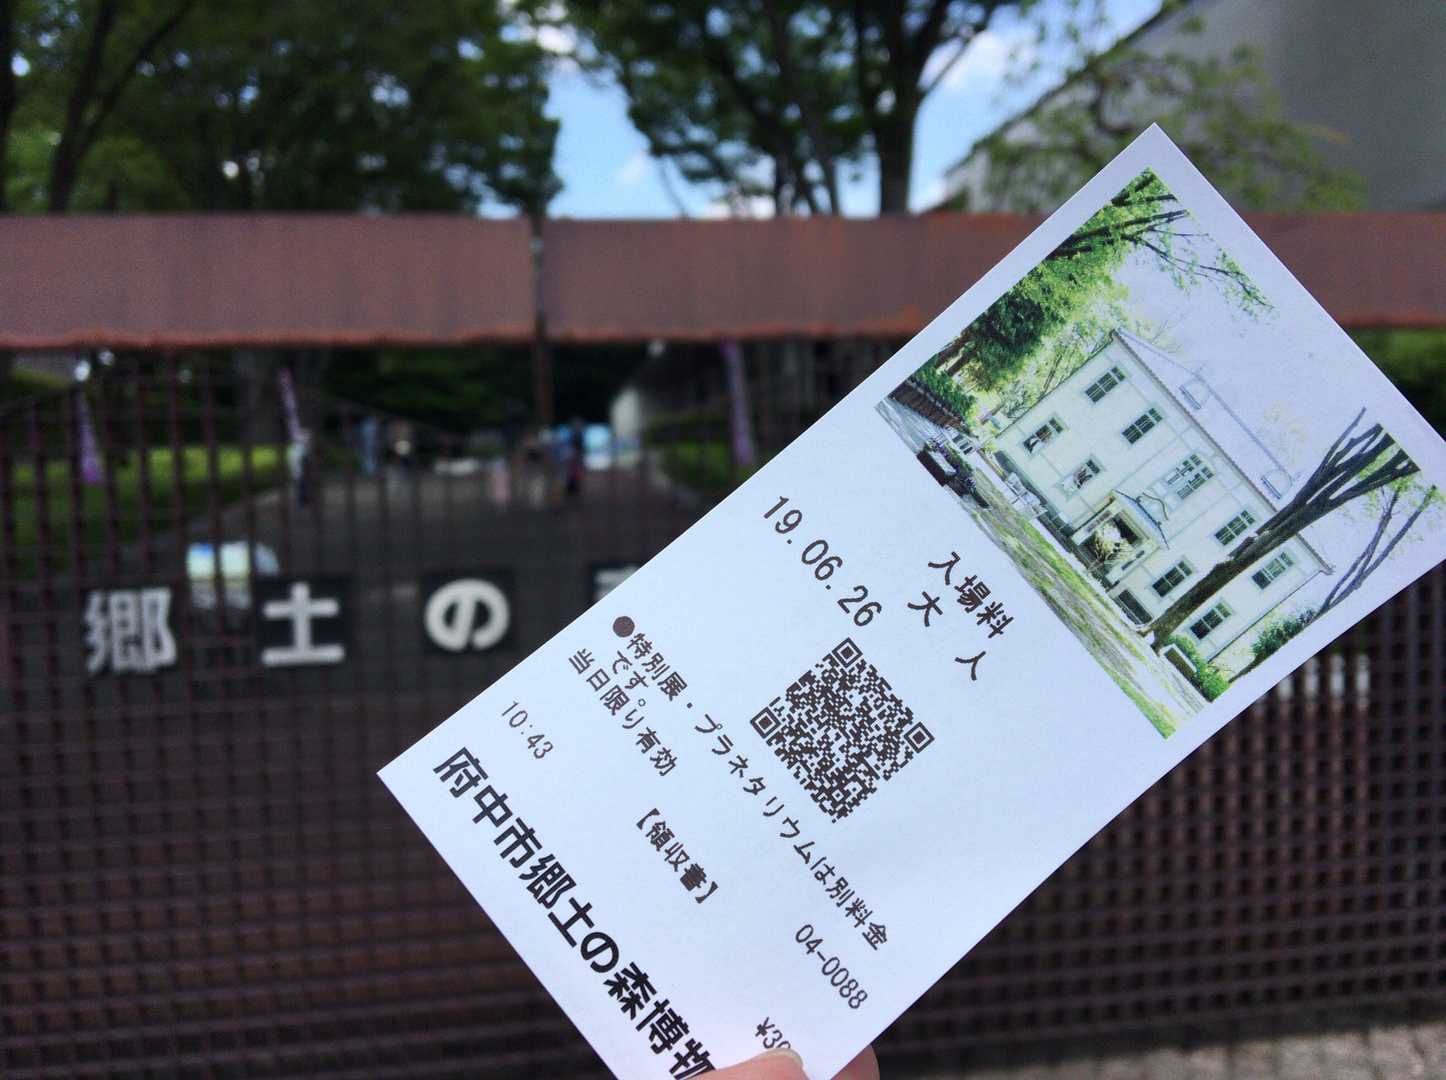 郷土の
入場料
大 人
19.06.26
●特別展・プラネタリウムは別料金
です。
当日限り有効
【領収書】
10:43
04-0088
府中市郷土の森博物